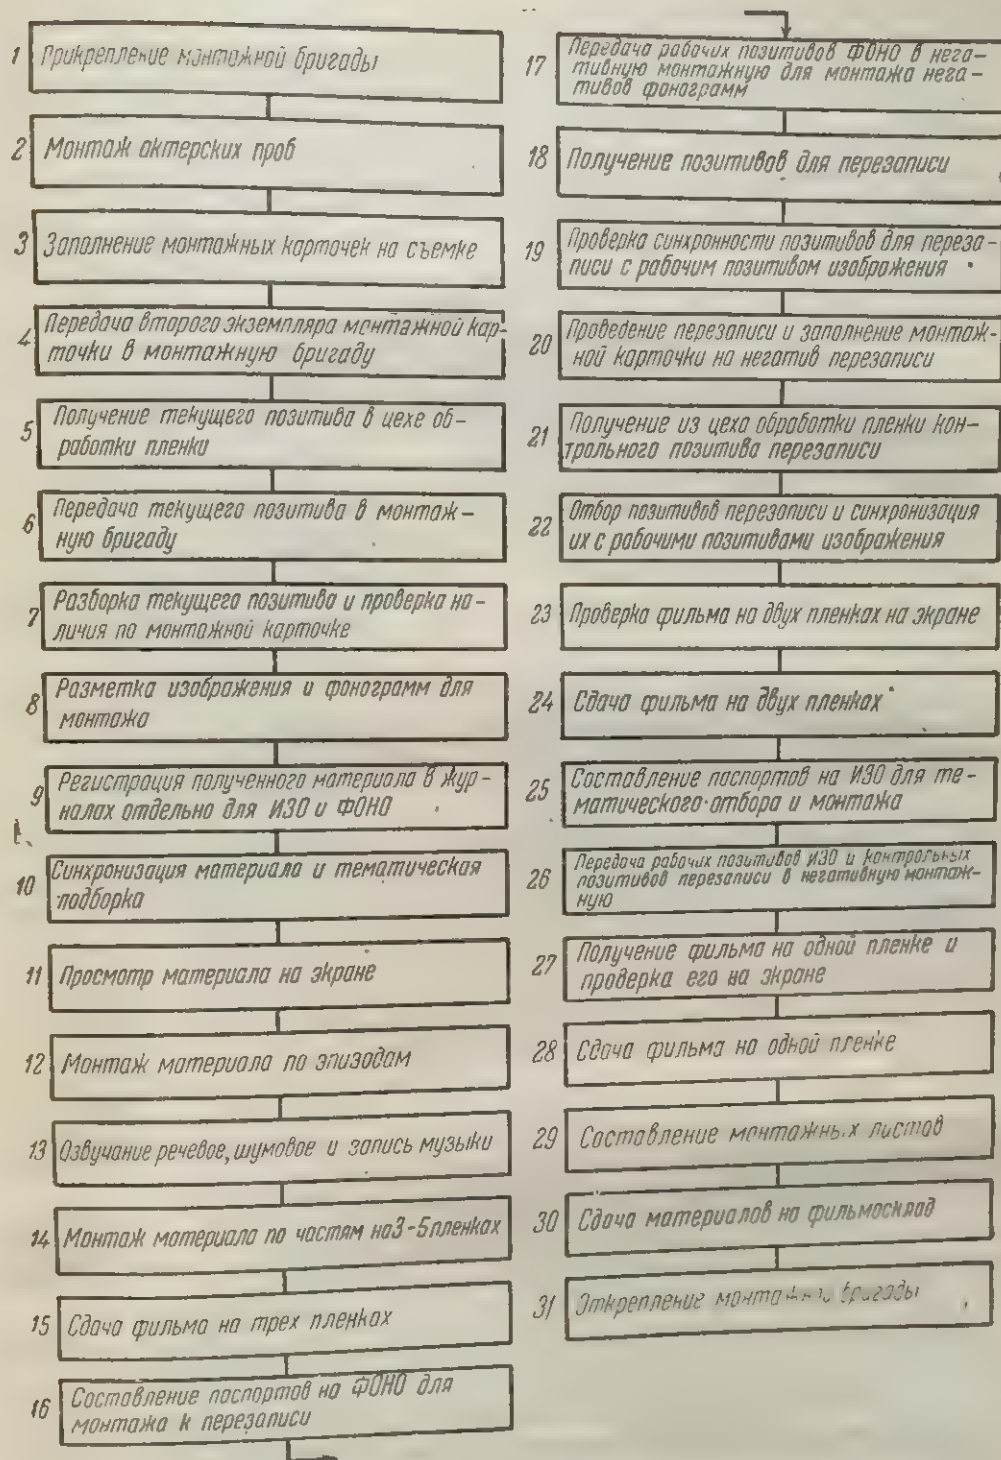 1 Прикрепление монтажной бригады
2 Монтаж актерских проб
3 Заполнение монтажных карточек на съемке
4 Передача второго экземпляра монтажной кар-
точки в монтажную бригаду
5 Получение текущего позитива в цехе об-
работки пленки
6 Передача текущего позитива в монтаж-
ную бригаду
7 Разборка текущего позитива и проверка на-
личия по монтажной карточке
8 Разметка изображения и фонограмм для
монтажа
9 Регистрация полученного материала в жур-
налах отдельно для ИЗО и ФОНО
10 Синхронизация материала и тематическая
подборка
11 Просмотр материала на экране
12 Монтаж материала по эпизодам
13 Озвучание речевое, шумовое и запись музыки
14 Монтаж материала по частям на 3-5 пленках
15 Сдача фильма на трех пленках
16 Составление паспортов на ФОНО для
монтажа к перезаписи
17 Передача рабочих позитивов ФОНО в нега-
тивную монтажную для монтажа нега-
тивов фонограмм
18 Получение позитивов для перезаписи
19 Проверка синхронности позитивов для переза-
писи с рабочим позитивом изображения
20 Проведение перезаписи и заполнение монтаж-
ной карточки на негатив перезаписи
21 Получение из цеха обработки пленки кон-
трольного позитива перезаписи
22 Отбор позитивов перезаписи и синхронизация
их с рабочими позитивами изображения
23 Проверка фильма на двух пленках на экране
24 Сдача фильма на двух пленках
25 Составление паспортов на ИЗО для те-
матического отбора и монтажа
26 Передача рабочих позитивов ИЗО и контрольных
позитивов перезаписи в негативную монтаж-
ную
27 Получение фильма на одной пленке и
проверка его на экране
28 Сдача фильма на одной пленке
29 Составление монтажных листов
30 Сдача материалов на фильмосклад
31 Открепление монтажной бригады